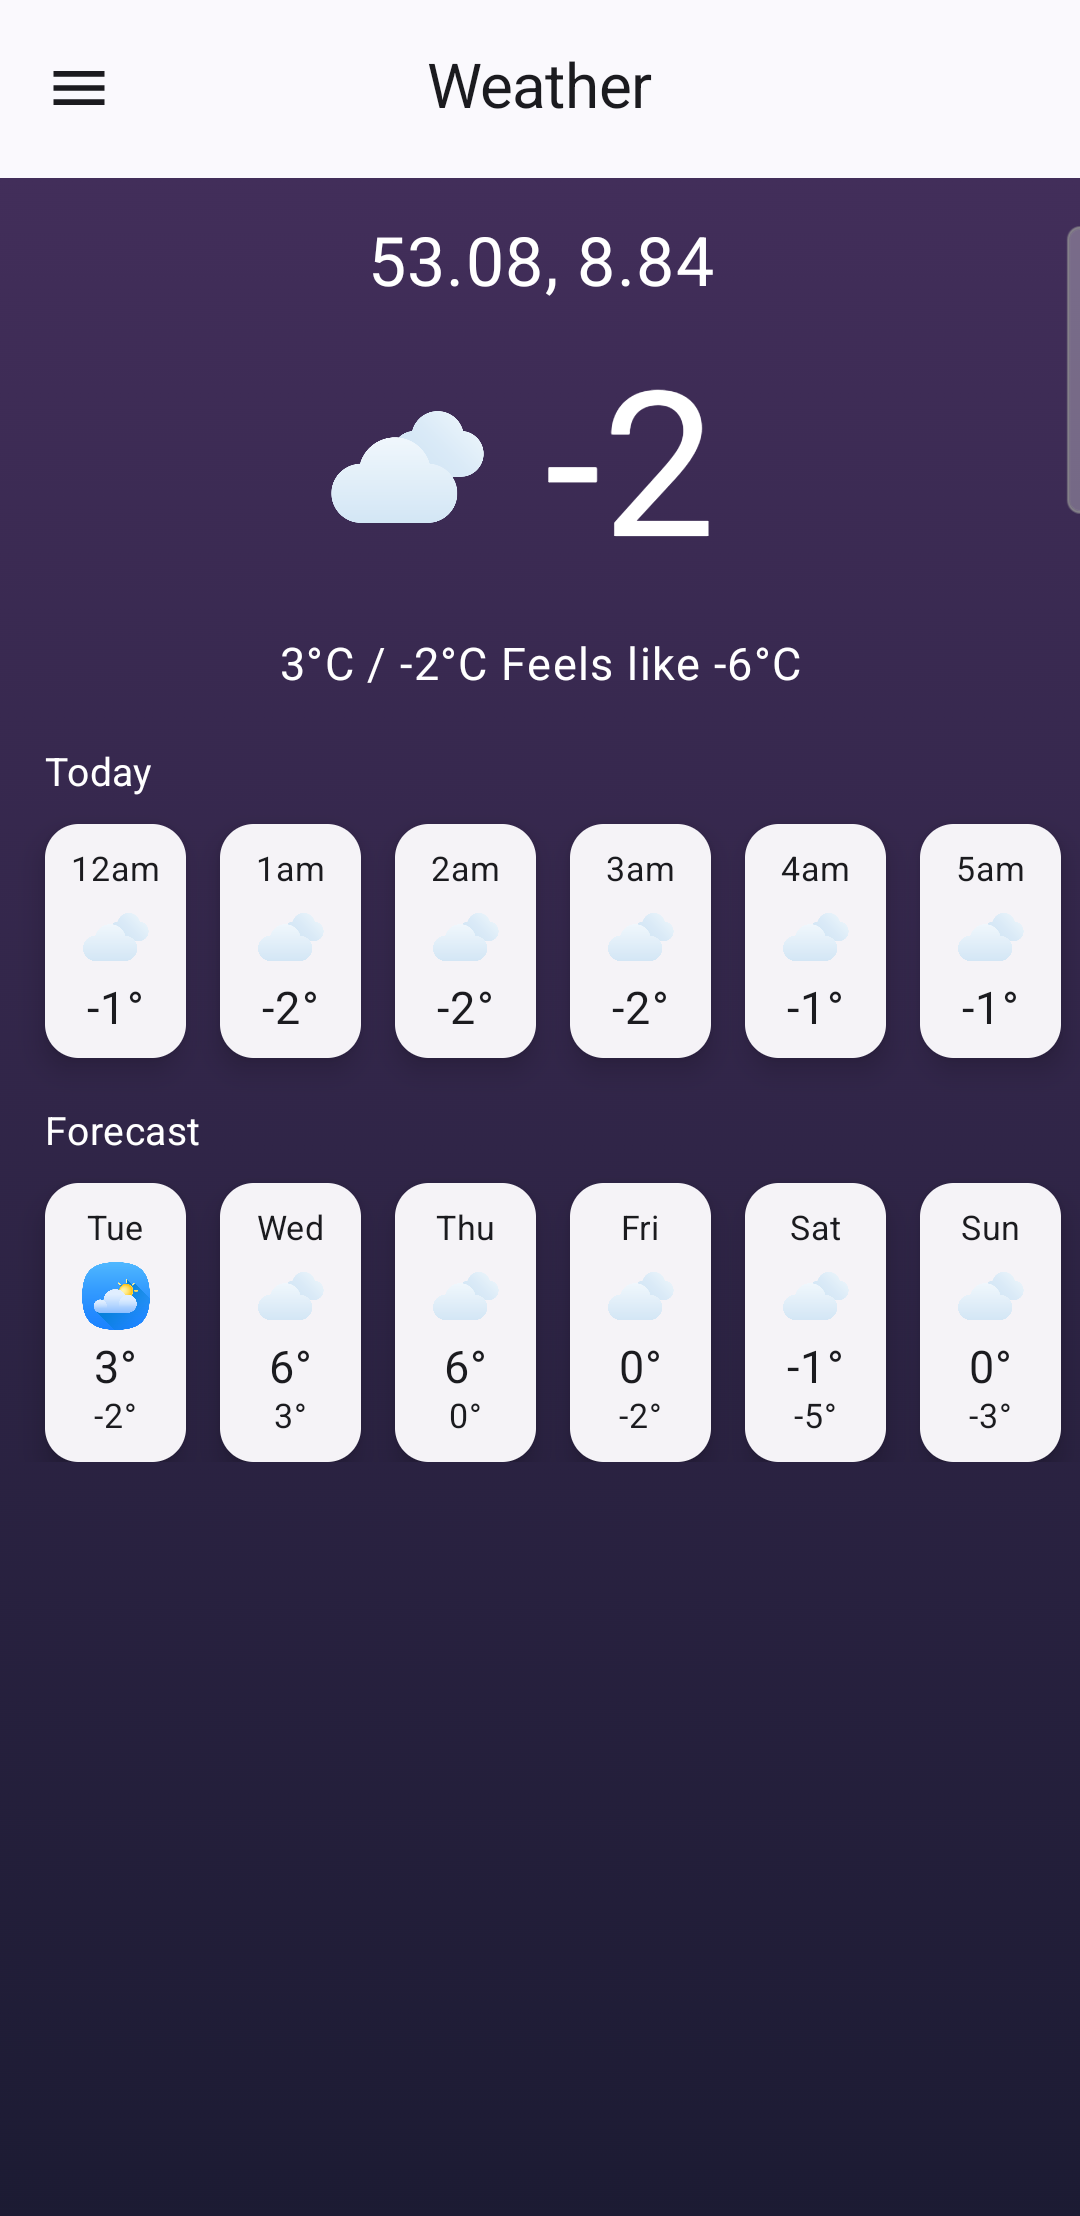 Weather
53.08, 8.84
-2
3°C / -2°C Feels like -6°C
Today
12am 1am 2am 3am 4am 5am
-1° -2° -2° -2° -1° -1°
Forecast
Tue Wed Thu Fri Sat Sun
3° 6° 6° 0° -1° 0°
-2° 3° 0° -2° -5° -3°